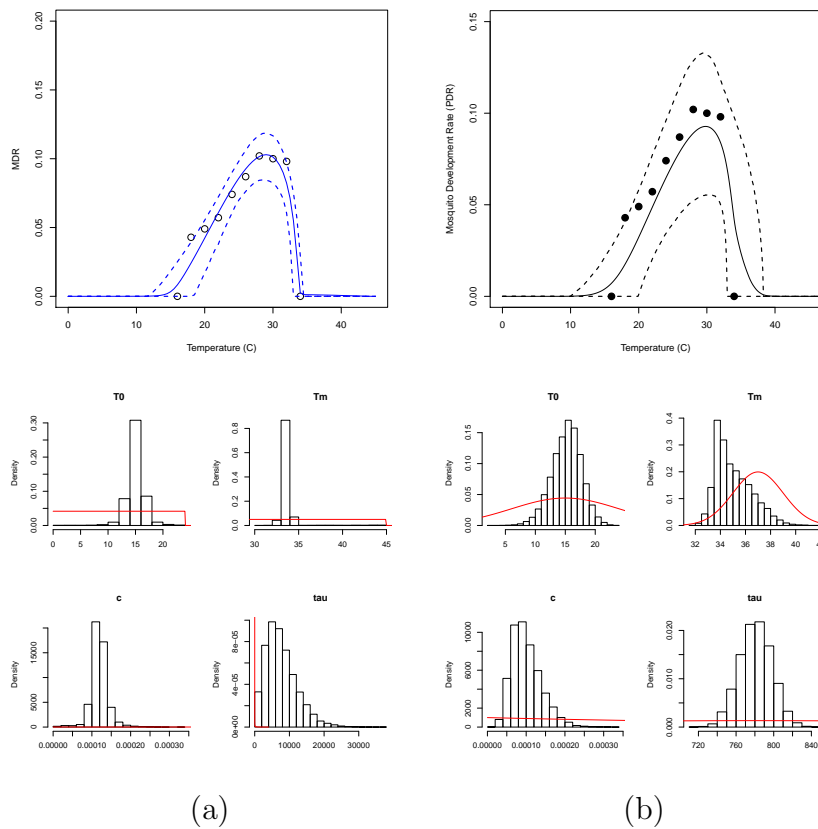 MDR
0.00 0.05 0.10 0.15 0.20
0 10 20 30 40
Temperature (C)
Mosquito Development Rate (PDR)
0.00 0.05 0.10 0.15
0 10 20 30 40
Temperature (C)
T0
Density
0.00 0.10 0.20 0.30
0 5 10 15 20
Tm
Density
0.0 0.2 0.4 0.6 0.8
30 35 40 45
T0
Density
0.00 0.05 0.10 0.15
5 10 15 20
Tm
Density
0.0 0.1 0.2 0.3 0.4
32 34 36 38 40 42
c
Density
0 5000 15000
0.00000 0.00010 0.00020 0.00030
tau
Density
0e+00 4e-05 8e-05
0 10000 30000
c
Density
0 2000 6000 10000
0.00000 0.00010 0.00020 0.00030
tau
Density
0.000 0.010 0.020
720 760 800 840
(a)
(b)